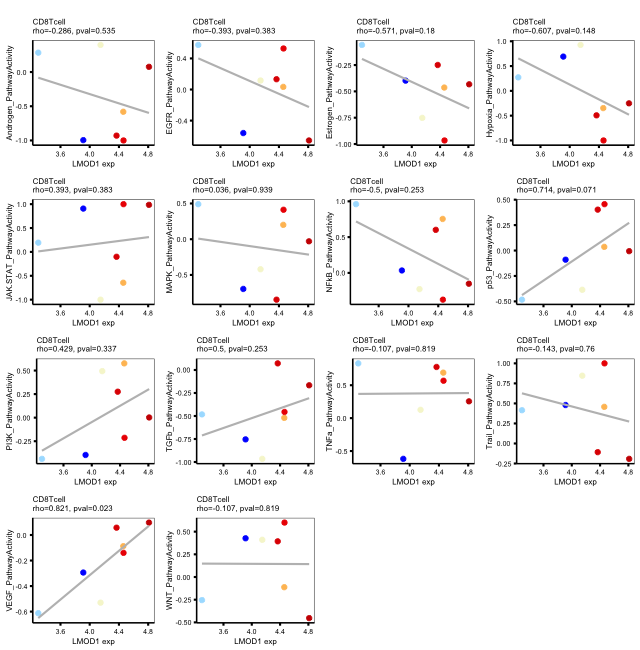 CD8Tcell
rho=-0.286, pval=0.535
Androgen_PathwayActivity
0.0
-0.5
-1.0
3.6 4.0 4.4 4.8
LMOD1 exp
CD8Tcell
rho=-0.393, pval=0.383
EGFR_PathwayActivity
0.4
0.0
-0.4
3.6 4.0 4.4 4.8
LMOD1 exp
CD8Tcell
rho=-0.571, pval=0.18
Estrogen_PathwayActivity
-0.25
-0.50
-0.75
-1.00
3.6 4.0 4.4 4.8
LMOD1 exp
CD8Tcell
rho=-0.607, pval=0.148
Hypoxia_PathwayActivity
1.0
0.5
0.0
-0.5
-1.0
3.6 4.0 4.4 4.8
LMOD1 exp
CD8Tcell
rho=0.393, pval=0.383
JAK-STAT_PathwayActivity
1.0
0.5
0.0
-0.5
-1.0
3.6 4.0 4.4 4.8
LMOD1 exp
CD8Tcell
rho=0.036, pval=0.939
MAPK_PathwayActivity
0.5
0.0
-0.5
3.6 4.0 4.4 4.8
LMOD1 exp
CD8Tcell
rho=-0.5, pval=0.253
NFkB_PathwayActivity
1.0
0.5
0.0
3.6 4.0 4.4 4.8
LMOD1 exp
CD8Tcell
rho=0.714, pval=0.071
p53_PathwayActivity
0.50
0.25
0.00
-0.25
-0.50
3.6 4.0 4.4 4.8
LMOD1 exp
CD8Tcell
rho=0.429, pval=0.337
PI3K_PathwayActivity
0.50
0.25
0.00
-0.25
3.6 4.0 4.4 4.8
LMOD1 exp
CD8Tcell
rho=0.5, pval=0.253
TGFb_PathwayActivity
0.00
-0.25
-0.50
-0.75
-1.00
3.6 4.0 4.4 4.8
LMOD1 exp
CD8Tcell
rho=-0.107, pval=0.819
TNFa_PathwayActivity
0.5
0.0
-0.5
3.6 4.0 4.4 4.8
LMOD1 exp
CD8Tcell
rho=-0.143, pval=0.76
Trail_PathwayActivity
1.00
0.75
0.50
0.25
0.00
-0.25
3.6 4.0 4.4 4.8
LMOD1 exp
CD8Tcell
rho=0.821, pval=0.023
VEGF_PathwayActivity
0.0
-0.2
-0.4
-0.6
3.6 4.0 4.4 4.8
LMOD1 exp
CD8Tcell
rho=-0.107, pval=0.819
WNT_PathwayActivity
0.50
0.25
0.00
-0.25
-0.50
3.6 4.0 4.4 4.8
LMOD1 exp